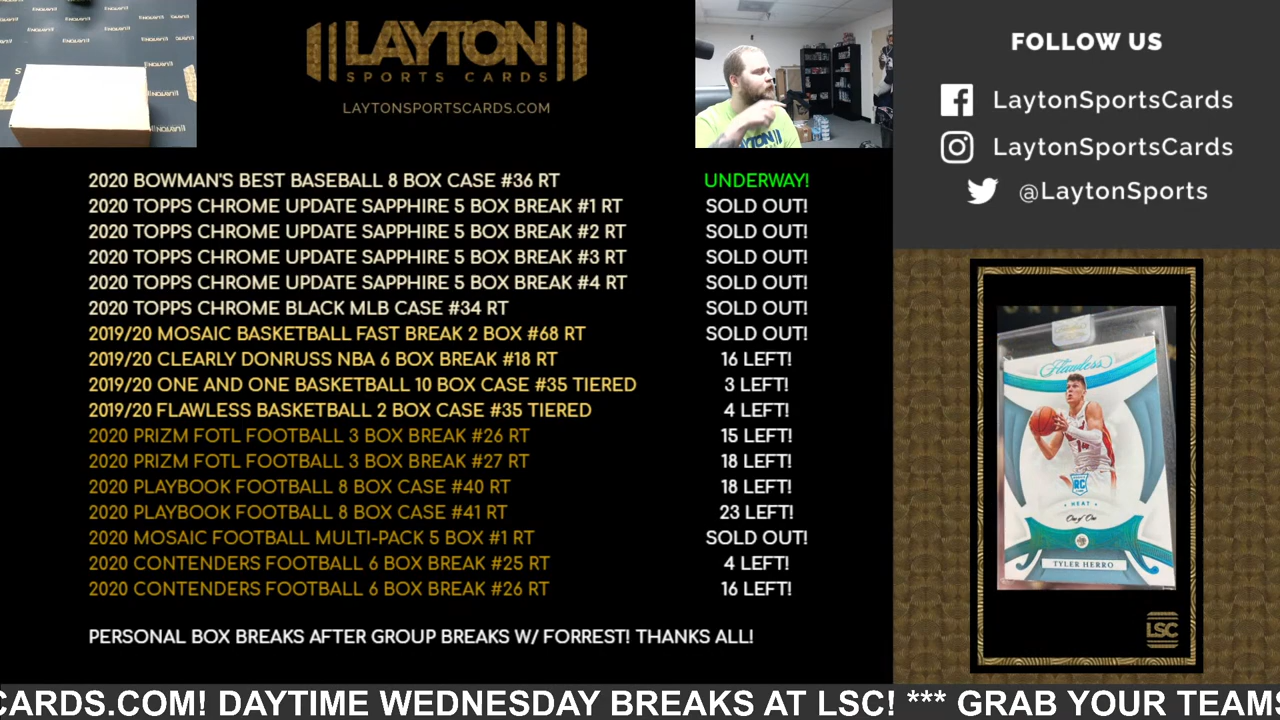 LAYTON
SPORTS CARDS
LAYTONSPORTSCARDS.COM
FOLLOW US
LaytonSportsCards
LaytonSportsCards
@LaytonSports
2020 BOWMAN'S BEST BASEBALL 8 BOX CASE #36 RT UNDERWAY!
2020 TOPPS CHROME UPDATE SAPPHIRE 5 BOX BREAK #1 RT SOLD OUT!
2020 TOPPS CHROME UPDATE SAPPHIRE 5 BOX BREAK #2 RT SOLD OUT!
2020 TOPPS CHROME UPDATE SAPPHIRE 5 BOX BREAK #3 RT SOLD OUT!
2020 TOPPS CHROME UPDATE SAPPHIRE 5 BOX BREAK #4 RT SOLD OUT!
2020 TOPPS CHROME BLACK MLB CASE #34 RT SOLD OUT!
2019/20 MOSAIC BASKETBALL FAST BREAK 2 BOX #68 RT SOLD OUT!
2019/20 CLEARLY DONRUSS NBA 6 BOX BREAK #18 RT 16 LEFT!
2019/20 ONE AND ONE BASKETBALL 10 BOX CASE #35 TIERED 3 LEFT!
2019/20 FLAWLESS BASKETBALL 2 BOX CASE #35 TIERED 4 LEFT!
2020 PRIZM FOTL FOOTBALL 3 BOX BREAK #26 RT 15 LEFT!
2020 PRIZM FOTL FOOTBALL 3 BOX BREAK #27 RT 18 LEFT!
2020 PLAYBOOK FOOTBALL 8 BOX CASE #40 RT 18 LEFT!
2020 PLAYBOOK FOOTBALL 8 BOX CASE #41 RT 23 LEFT!
2020 MOSAIC FOOTBALL MULTI-PACK 5 BOX #1 RT SOLD OUT!
2020 CONTENDERS FOOTBALL 6 BOX BREAK #25 RT 4 LEFT!
2020 CONTENDERS FOOTBALL 6 BOX BREAK #26 RT 16 LEFT!
PERSONAL BOX BREAKS AFTER GROUP BREAKS W/ FORREST! THANKS ALL!
Flawless
RC
HEAT
One of One
TYLER HERRO
LSC
CARDS.COM! DAYTIME WEDNESDAY BREAKS AT LSC! *** GRAB YOUR TEAMS